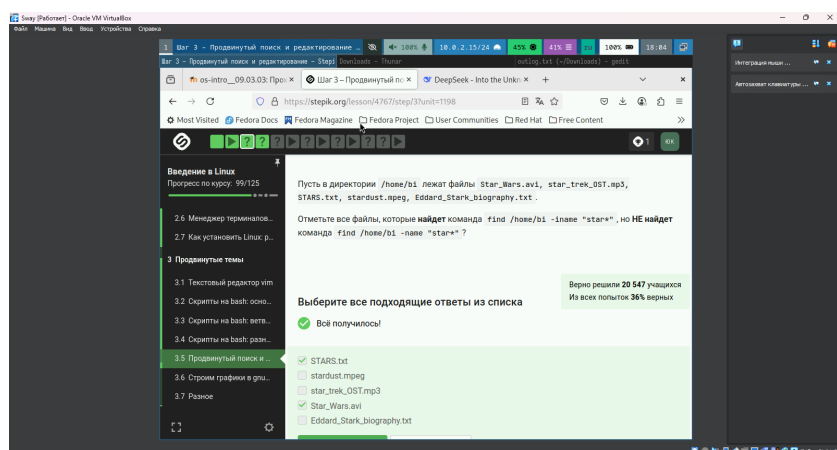 Sway [Работает] - Oracle VM VirtualBox
Файл Машина Вид Ввод Устройства Справка
1 Шаг 3 – Продвинутый поиск и редактирование … 100% 10.0.2.15/24 45% 41% ru 100% 18:04
Шаг 3 – Продвинутый поиск и редактирование — Stepi Downloads - Thunar outlog.txt (~/Downloads) - gedit
os-intro__09.03.03: Про× Шаг 3 – Продвинутый по × DeepSeek - Into the Unkn × +
https://stepik.org/lesson/4767/step/3?unit=1198
Most Visited Fedora Docs Fedora Magazine Fedora Project User Communities Red Hat Free Content
1 ЮК
Введение в Linux
Прогресс по курсу: 99/125
2.6 Менеджер терминалов...
2.7 Как установить Linux: р...
3 Продвинутые темы
3.1 Текстовый редактор vim
3.2 Скрипты на bash: осно...
3.3 Скрипты на bash: ветв...
3.4 Скрипты на bash: разн...
3.5 Продвинутый поиск и ...
3.6 Строим графики в gnu...
3.7 Разное
Пусть в директории /home/bi лежат файлы Star_Wars.avi, star_trek_OST.mp3,
STARS.txt, stardust.mpeg, Eddard_Stark_biography.txt .
Отметьте все файлы, которые найдет команда find /home/bi -iname "star*" , но НЕ найдет
команда find /home/bi -name "star*" ?
Верно решили 20 547 учащихся
Из всех попыток 36% верных
Выберите все подходящие ответы из списка
Всё получилось!
STARS.txt
stardust.mpeg
star_trek_OST.mp3
Star_Wars.avi
Eddard_Stark_biography.txt
Интеграция мыши ...
Автозахват клавиатуры ...